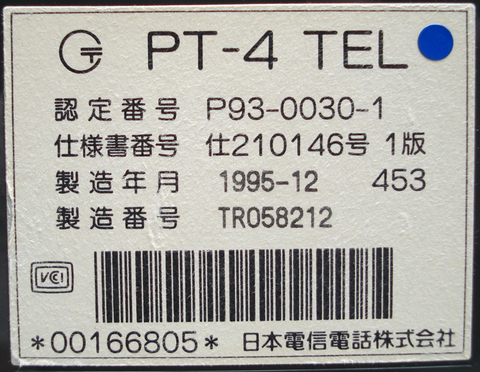 PT-4 TEL
認定番号 P93-0030-1
仕様書番号 仕210146号 1版
製造年月 1995-12 453
製造番号 TR058212
VCI
*00166805* 日本電信電話株式会社